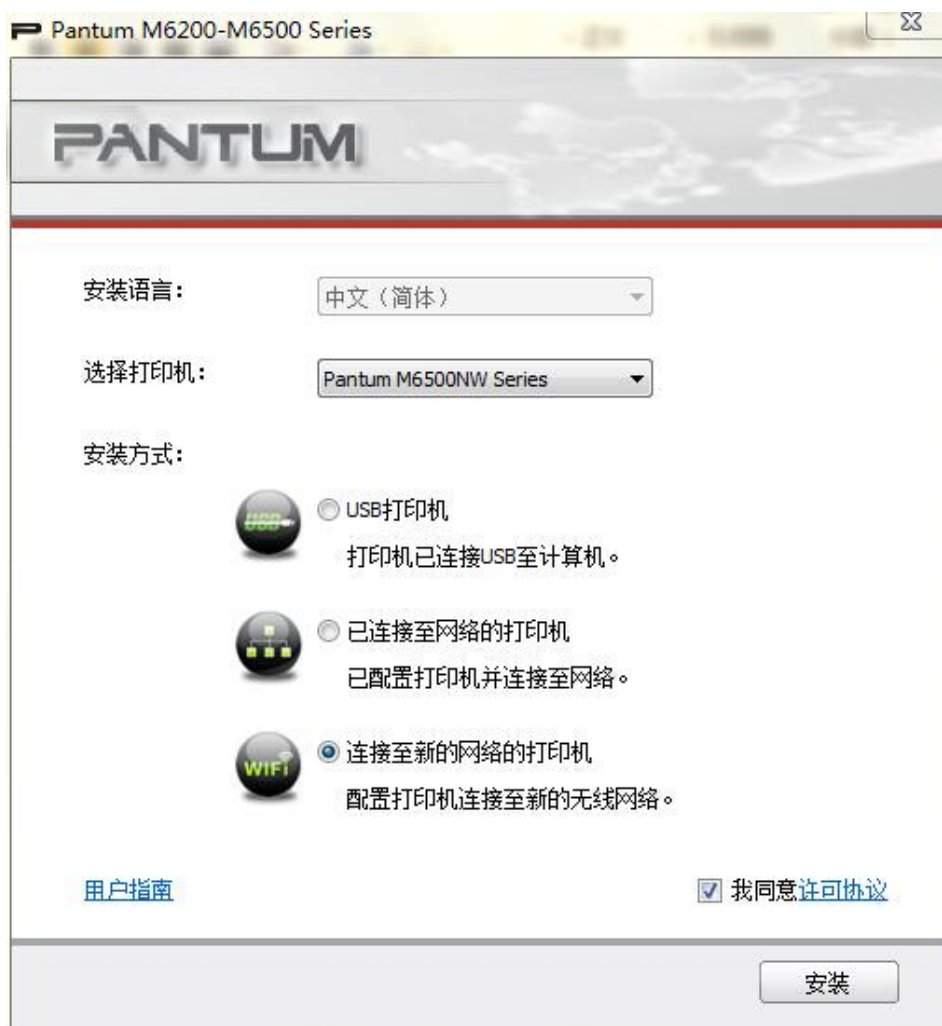 Pantum M6200-M6500 Series
PANTUM
安装语言：
中文（简体）
选择打印机：
Pantum M6500NW Series
安装方式：
USB
USB打印机
打印机已连接USB至计算机。
已连接至网络的打印机
已配置打印机并连接至网络。
WIFI
连接至新的网络的打印机
配置打印机连接至新的无线网络。
用户指南
我同意许可协议
安装